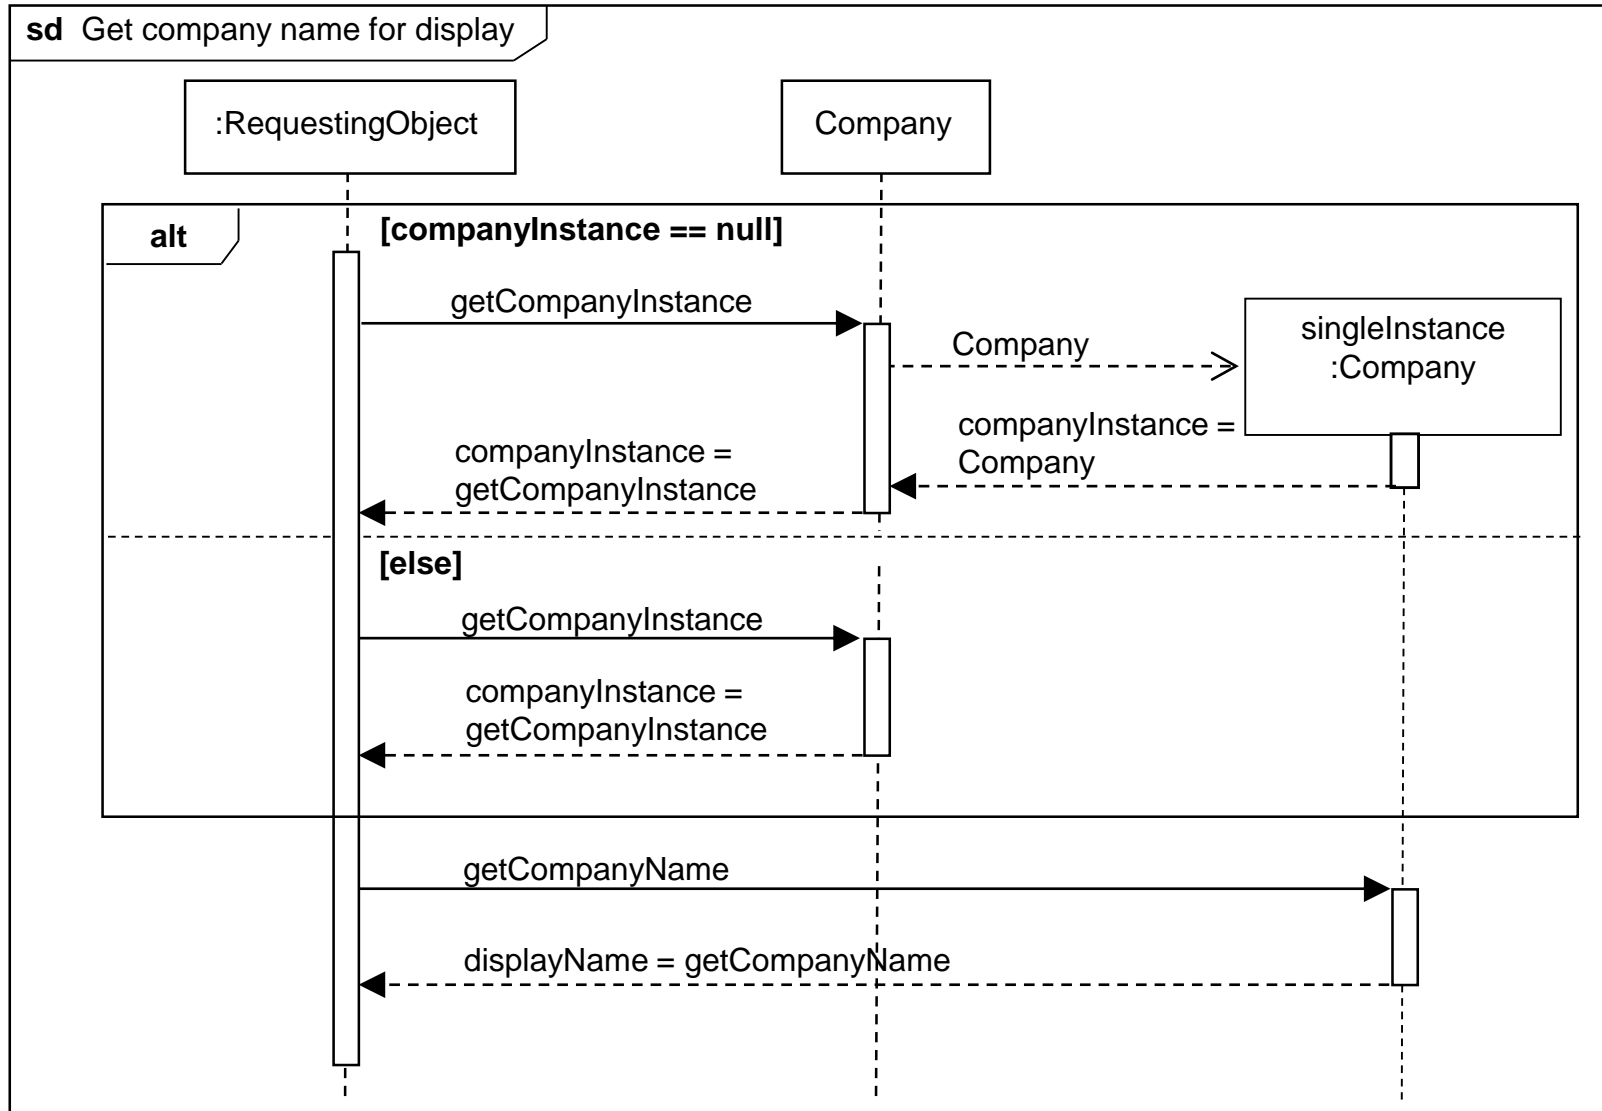 sd Get company name for display
:RequestingObject
Company
alt
[companyInstance == null]
getCompanyInstance
Company
singleInstance
:Company
companyInstance =
Company
companyInstance =
getCompanyInstance
[else]
getCompanyInstance
companyInstance =
getCompanyInstance
getCompanyName
displayName = getCompanyName